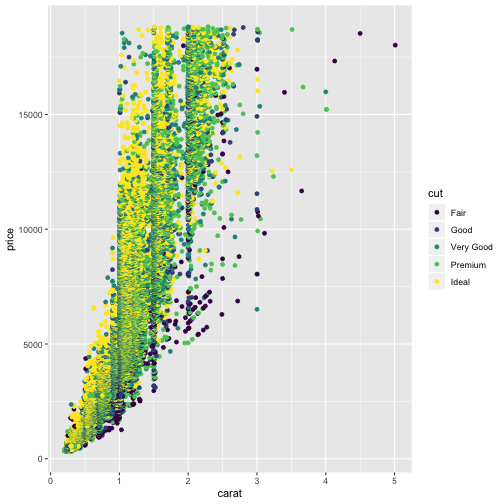 15000
10000
5000
0
price
0
1
2
3
4
5
carat
cut
Fair
Good
Very Good
Premium
Ideal